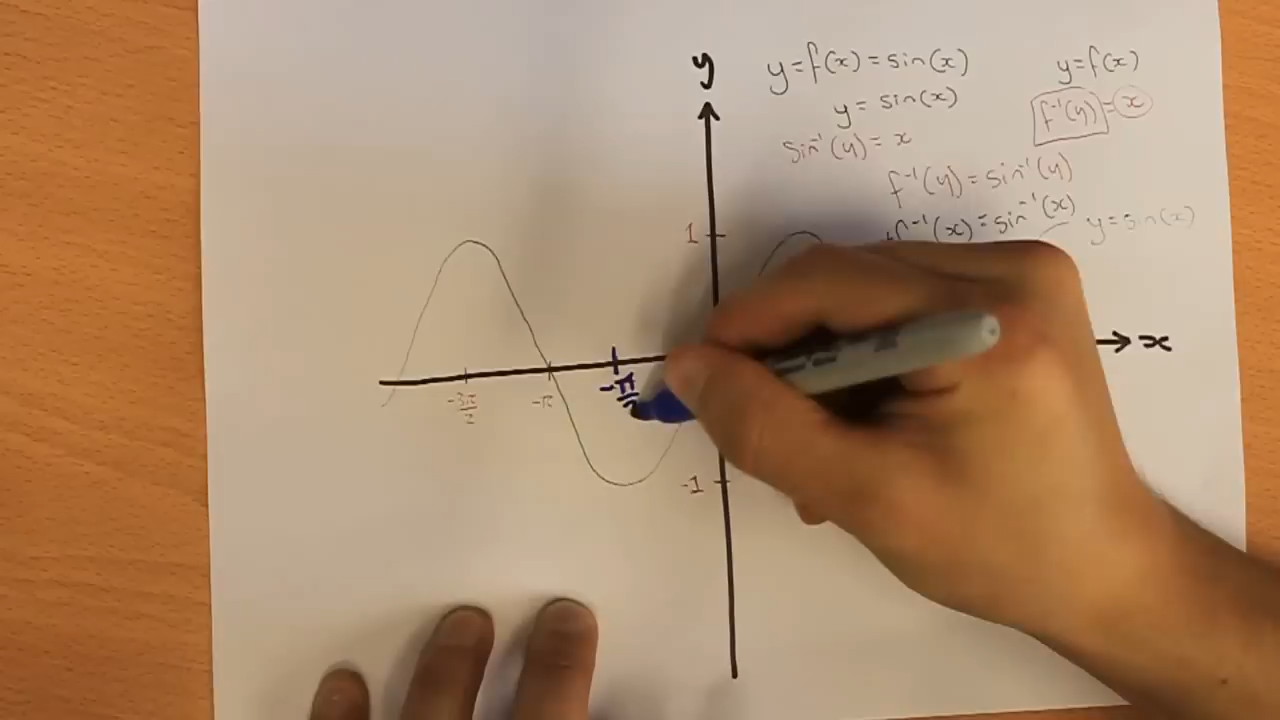 y
y=f(x)=sin(x)
y=f(x)
y=sin(x)
f⁻¹(y)=x
sin⁻¹(y)=x
f⁻¹(y)=sin⁻¹(y)
f⁻¹(x)=sin⁻¹(x)
y=sin(x)
1
x
-3π/2
-π
-π/2
-1